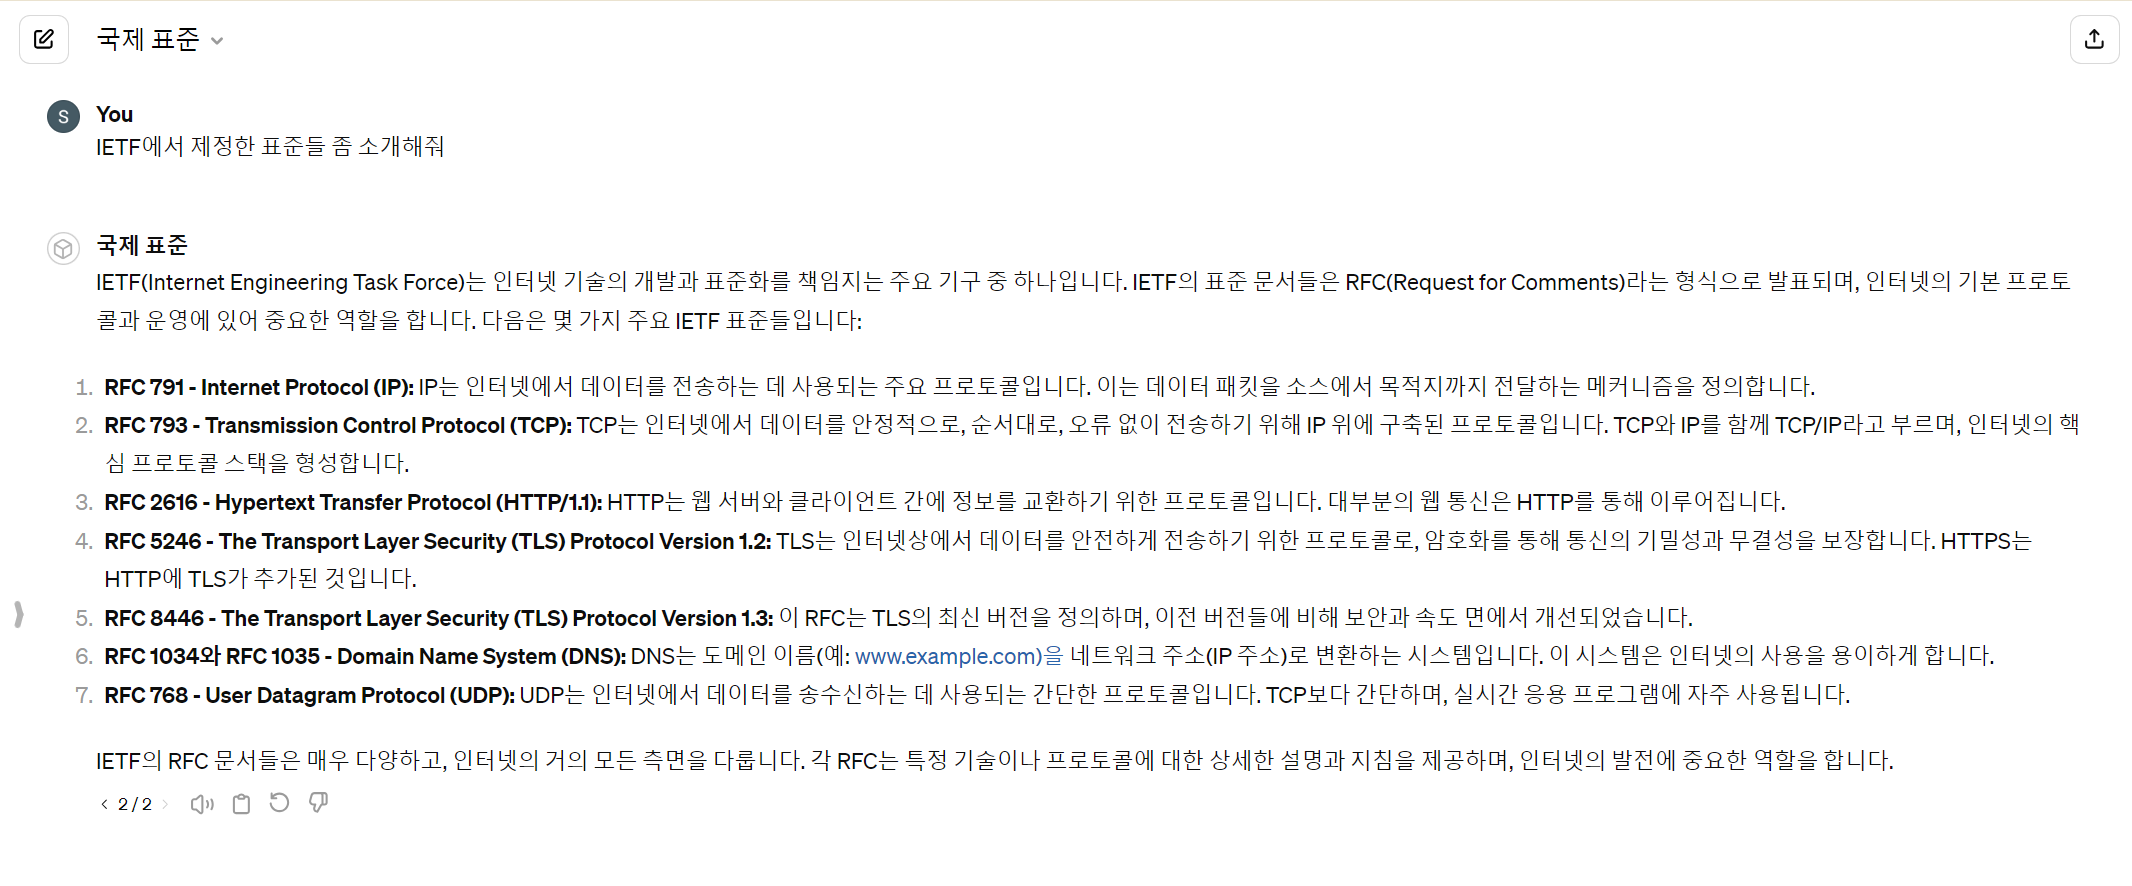 국제 표준
S
You
IETF에서 제정한 표준들 좀 소개해줘
국제 표준
IETF(Internet Engineering Task Force)는 인터넷 기술의 개발과 표준화를 책임지는 주요 기구 중 하나입니다. IETF의 표준 문서들은 RFC(Request for Comments)라는 형식으로 발표되며, 인터넷의 기본 프로토
콜과 운영에 있어 중요한 역할을 합니다. 다음은 몇 가지 주요 IETF 표준들입니다:
1. RFC 791 - Internet Protocol (IP): IP는 인터넷에서 데이터를 전송하는 데 사용되는 주요 프로토콜입니다. 이는 데이터 패킷을 소스에서 목적지까지 전달하는 메커니즘을 정의합니다.
2. RFC 793 - Transmission Control Protocol (TCP): TCP는 인터넷에서 데이터를 안정적으로, 순서대로, 오류 없이 전송하기 위해 IP 위에 구축된 프로토콜입니다. TCP와 IP를 함께 TCP/IP라고 부르며, 인터넷의 핵
심 프로토콜 스택을 형성합니다.
3. RFC 2616 - Hypertext Transfer Protocol (HTTP/1.1): HTTP는 웹 서버와 클라이언트 간에 정보를 교환하기 위한 프로토콜입니다. 대부분의 웹 통신은 HTTP를 통해 이루어집니다.
4. RFC 5246 - The Transport Layer Security (TLS) Protocol Version 1.2: TLS는 인터넷상에서 데이터를 안전하게 전송하기 위한 프로토콜로, 암호화를 통해 통신의 기밀성과 무결성을 보장합니다. HTTPS는
HTTP에 TLS가 추가된 것입니다.
5. RFC 8446 - The Transport Layer Security (TLS) Protocol Version 1.3: 이 RFC는 TLS의 최신 버전을 정의하며, 이전 버전들에 비해 보안과 속도 면에서 개선되었습니다.
6. RFC 1034와 RFC 1035 - Domain Name System (DNS): DNS는 도메인 이름(예: www.example.com)을 네트워크 주소(IP 주소)로 변환하는 시스템입니다. 이 시스템은 인터넷의 사용을 용이하게 합니다.
7. RFC 768 - User Datagram Protocol (UDP): UDP는 인터넷에서 데이터를 송수신하는 데 사용되는 간단한 프로토콜입니다. TCP보다 간단하며, 실시간 응용 프로그램에 자주 사용됩니다.
IETF의 RFC 문서들은 매우 다양하고, 인터넷의 거의 모든 측면을 다룹니다. 각 RFC는 특정 기술이나 프로토콜에 대한 상세한 설명과 지침을 제공하며, 인터넷의 발전에 중요한 역할을 합니다.
2/2